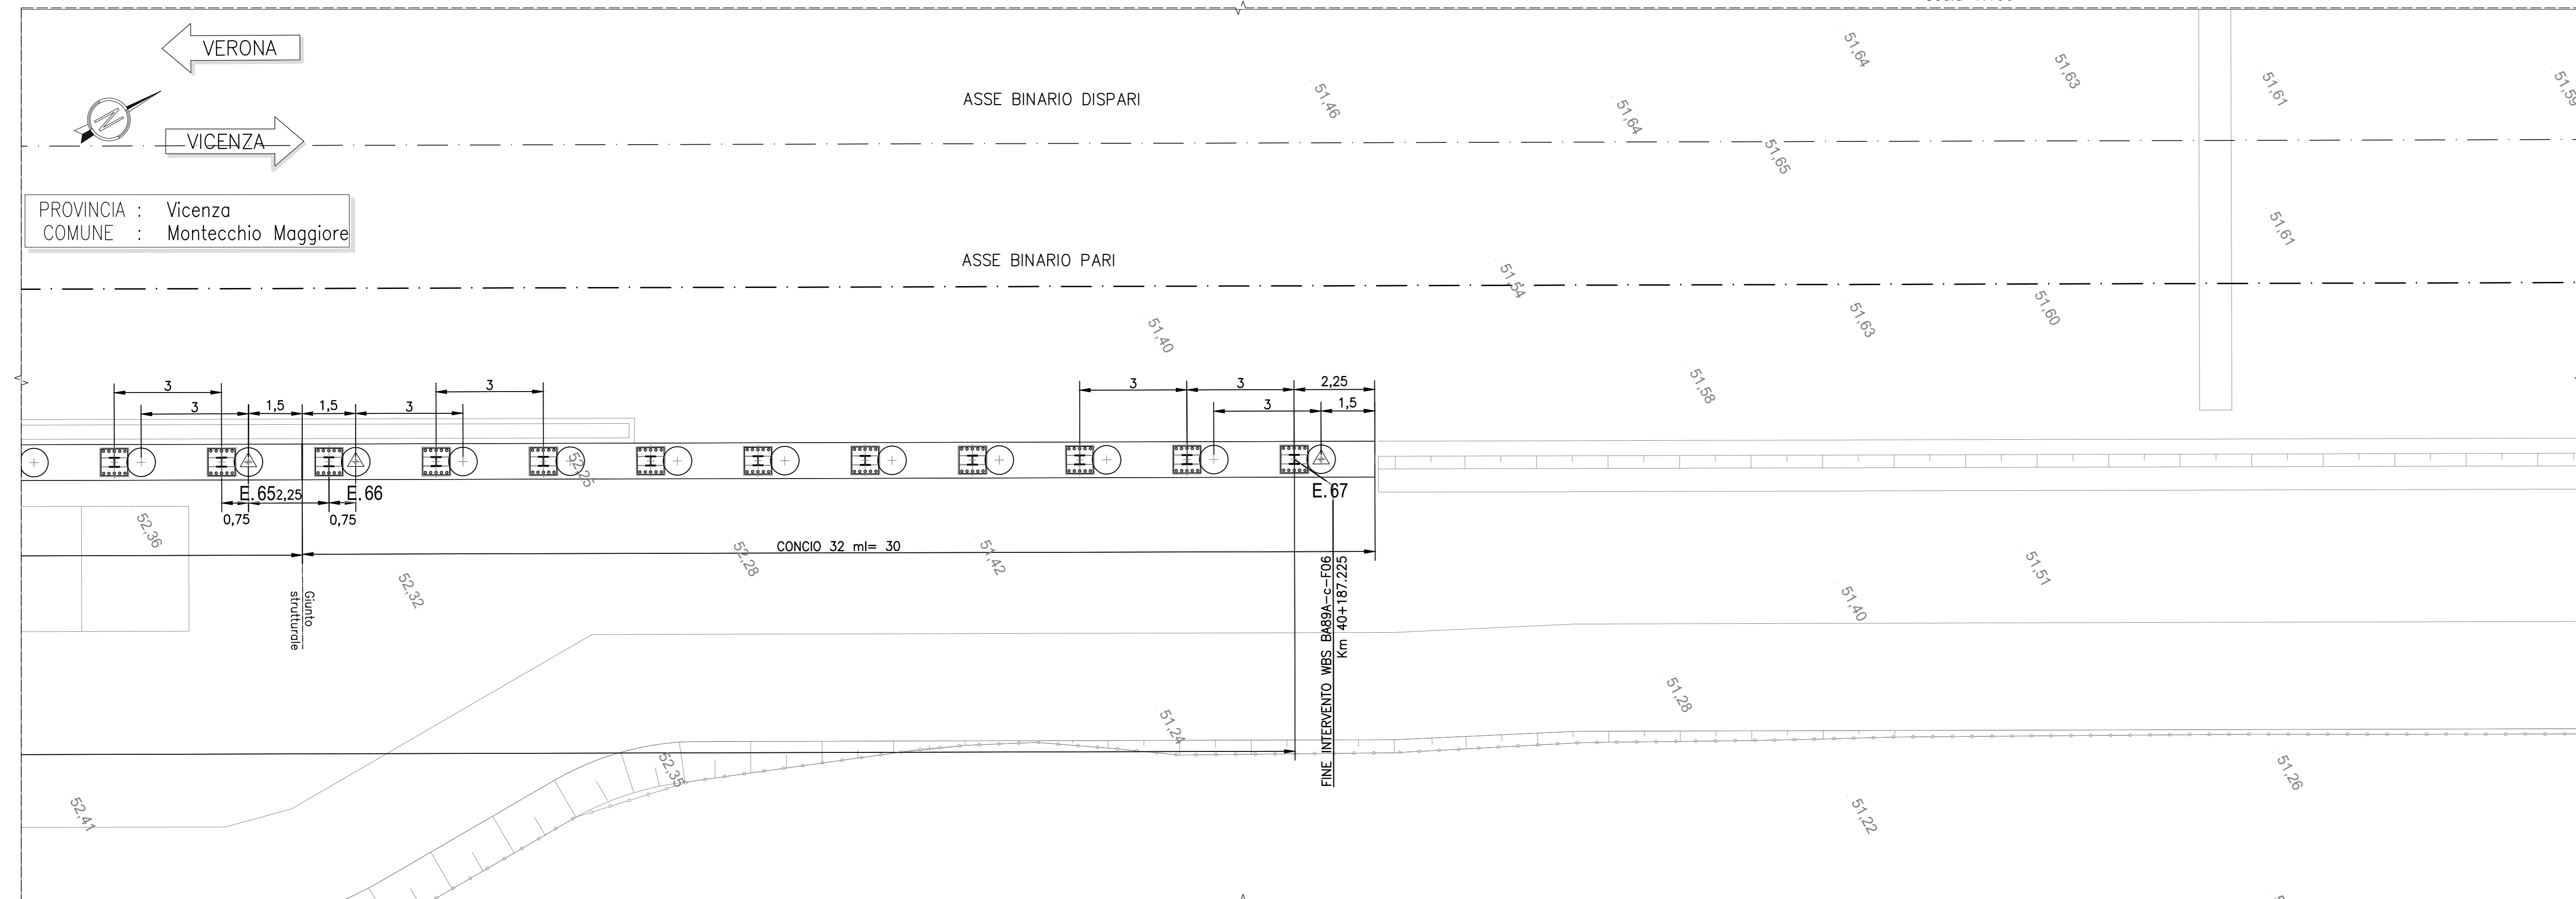 VERONA
VICENZA
PROVINCIA : Vicenza
COMUNE : Montecchio Maggiore
ASSE BINARIO DISPARI
ASSE BINARIO PARI
51,46
51,64
51,64
51,63
51,61
51,59
51,65
51,61
51,54
51,63
51,60
51,40
51,58
3
3
3
3
2,25
3
1,5
1,5
3
3
1,5
52,25
E.65
2,25
E.66
E.67
0,75
0,75
52,36
CONCIO 32 ml= 30
52,28
51,42
51,51
52,32
51,40
Giunto
strutturale
FINE INTERVENTO WBS BA89A-c-F06
Km 40+187.225
51,28
51,24
52,35
51,26
52,41
51,22